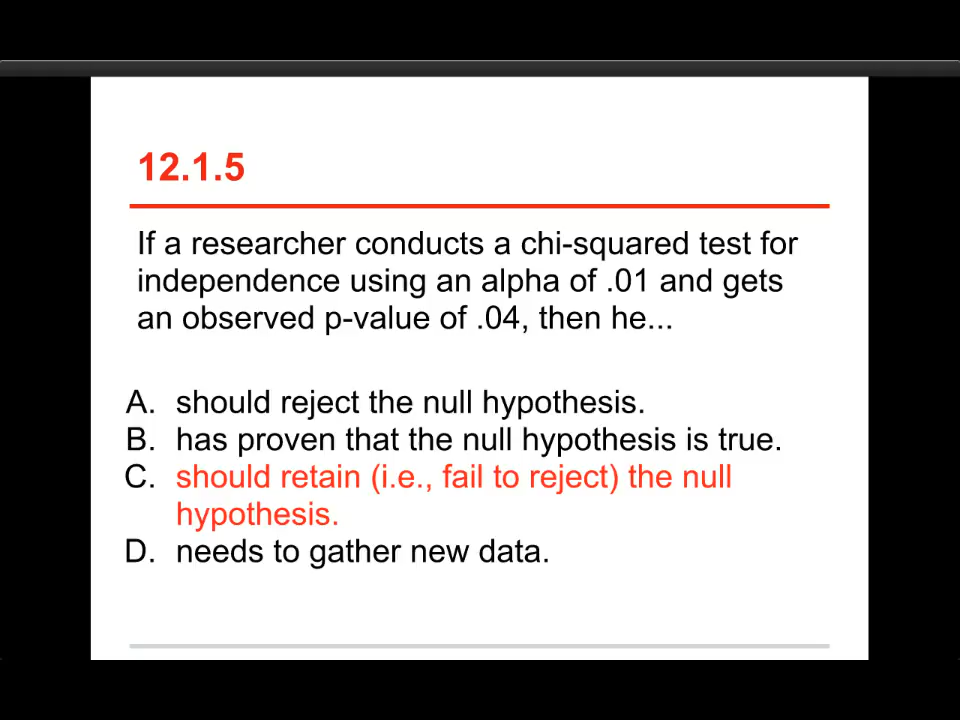 12.1.5
If a researcher conducts a chi-squared test for
independence using an alpha of .01 and gets
an observed p-value of .04, then he...
A. should reject the null hypothesis.
B. has proven that the null hypothesis is true.
C. should retain (i.e., fail to reject) the null
hypothesis.
D. needs to gather new data.